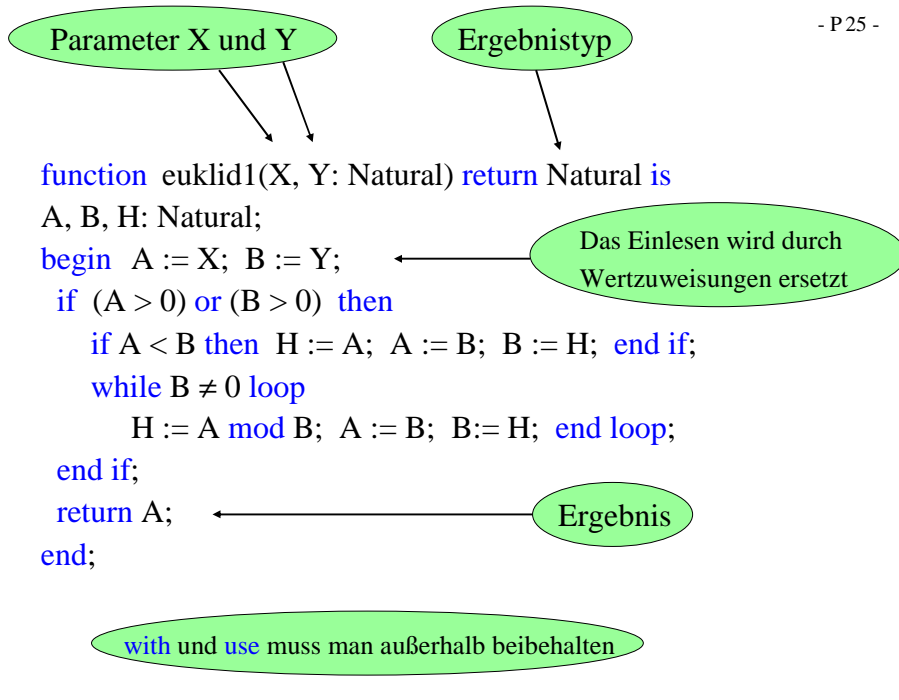 - P 25 -
Parameter X und Y
Ergebnistyp
function euklid1(X, Y: Natural) return Natural is
A, B, H: Natural;
begin A := X; B := Y;
Das Einlesen wird durch
Wertzuweisungen ersetzt
if (A > 0) or (B > 0) then
if A < B then H := A; A := B; B := H; end if;
while B ≠ 0 loop
H := A mod B; A := B; B:= H; end loop;
end if;
return A;
Ergebnis
end;
with und use muss man außerhalb beibehalten